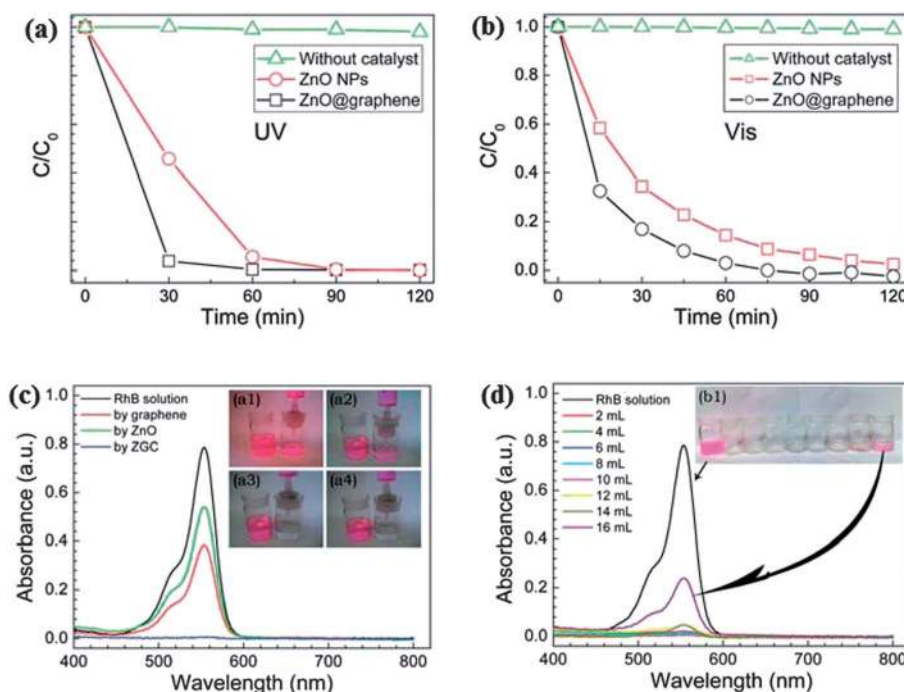 (a)
Without catalyst
ZnO NPs
ZnO@graphene
UV
C/C0
0 30 60 90 120
Time (min)
(b)
1.0
0.8
0.6
0.4
0.2
0.0
Without catalyst
ZnO NPs
ZnO@graphene
Vis
C/C0
0 15 30 45 60 75 90 105 120
Time (min)
(c)
1.0
0.8
0.6
0.4
0.2
0.0
RhB solution
by graphene
by ZnO
by ZGC
(a1) (a2)
(a3) (a4)
Absorbance (a.u.)
400 500 600 700 800
Wavelength (nm)
(d)
1.0
0.8
0.6
0.4
0.2
0.0
RhB solution
2 mL
4 mL
6 mL
8 mL
10 mL
12 mL
14 mL
16 mL
(b1)
Absorbance (a.u.)
400 500 600 700 800
Wavelength (nm)